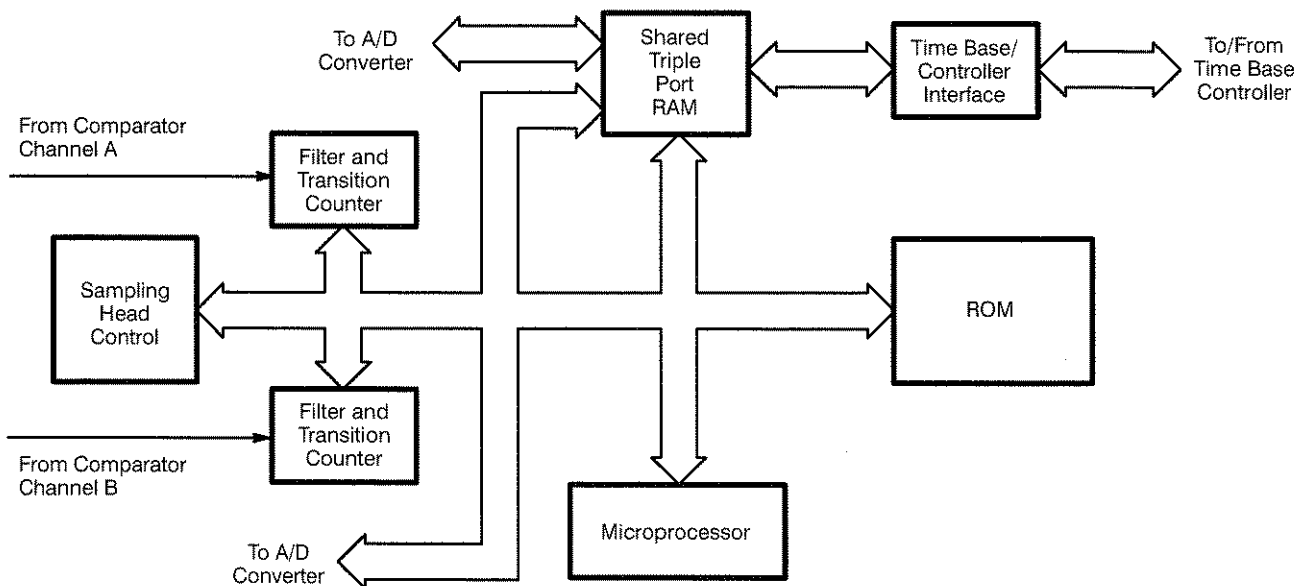 To A/D
Converter
Shared
Triple
Port
RAM
Time Base/
Controller
Interface
To/From
Time Base
Controller
From Comparator
Channel A
Filter and
Transition
Counter
Sampling
Head
Control
ROM
Filter and
Transition
Counter
From Comparator
Channel B
Microprocessor
To A/D
Converter